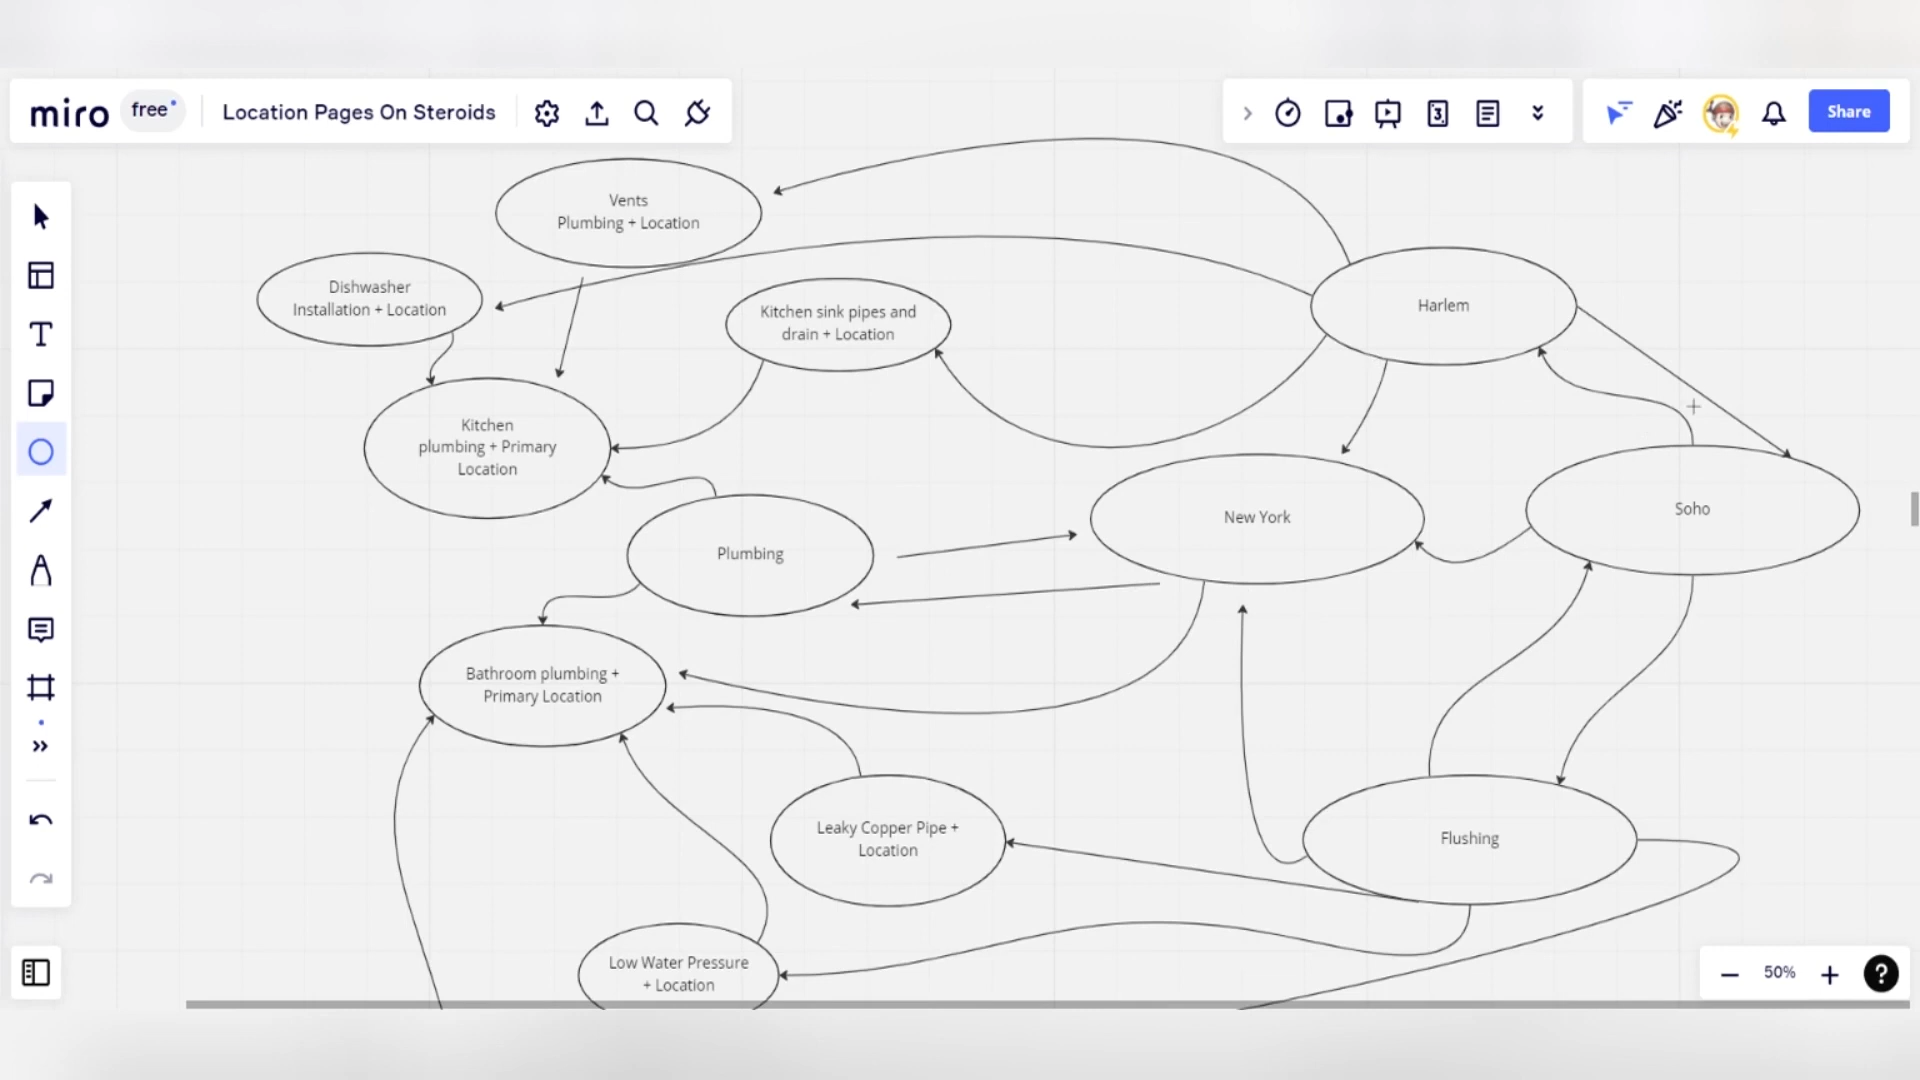 miro
free
Location Pages On Steroids
3
Share
Vents
Plumbing + Location
Dishwasher
Installation + Location
Kitchen sink pipes and
drain + Location
Harlem
Kitchen
plumbing + Primary
Location
New York
Soho
Plumbing
Bathroom plumbing +
Primary Location
Leaky Copper Pipe +
Location
Flushing
Low Water Pressure
+ Location
50%
?